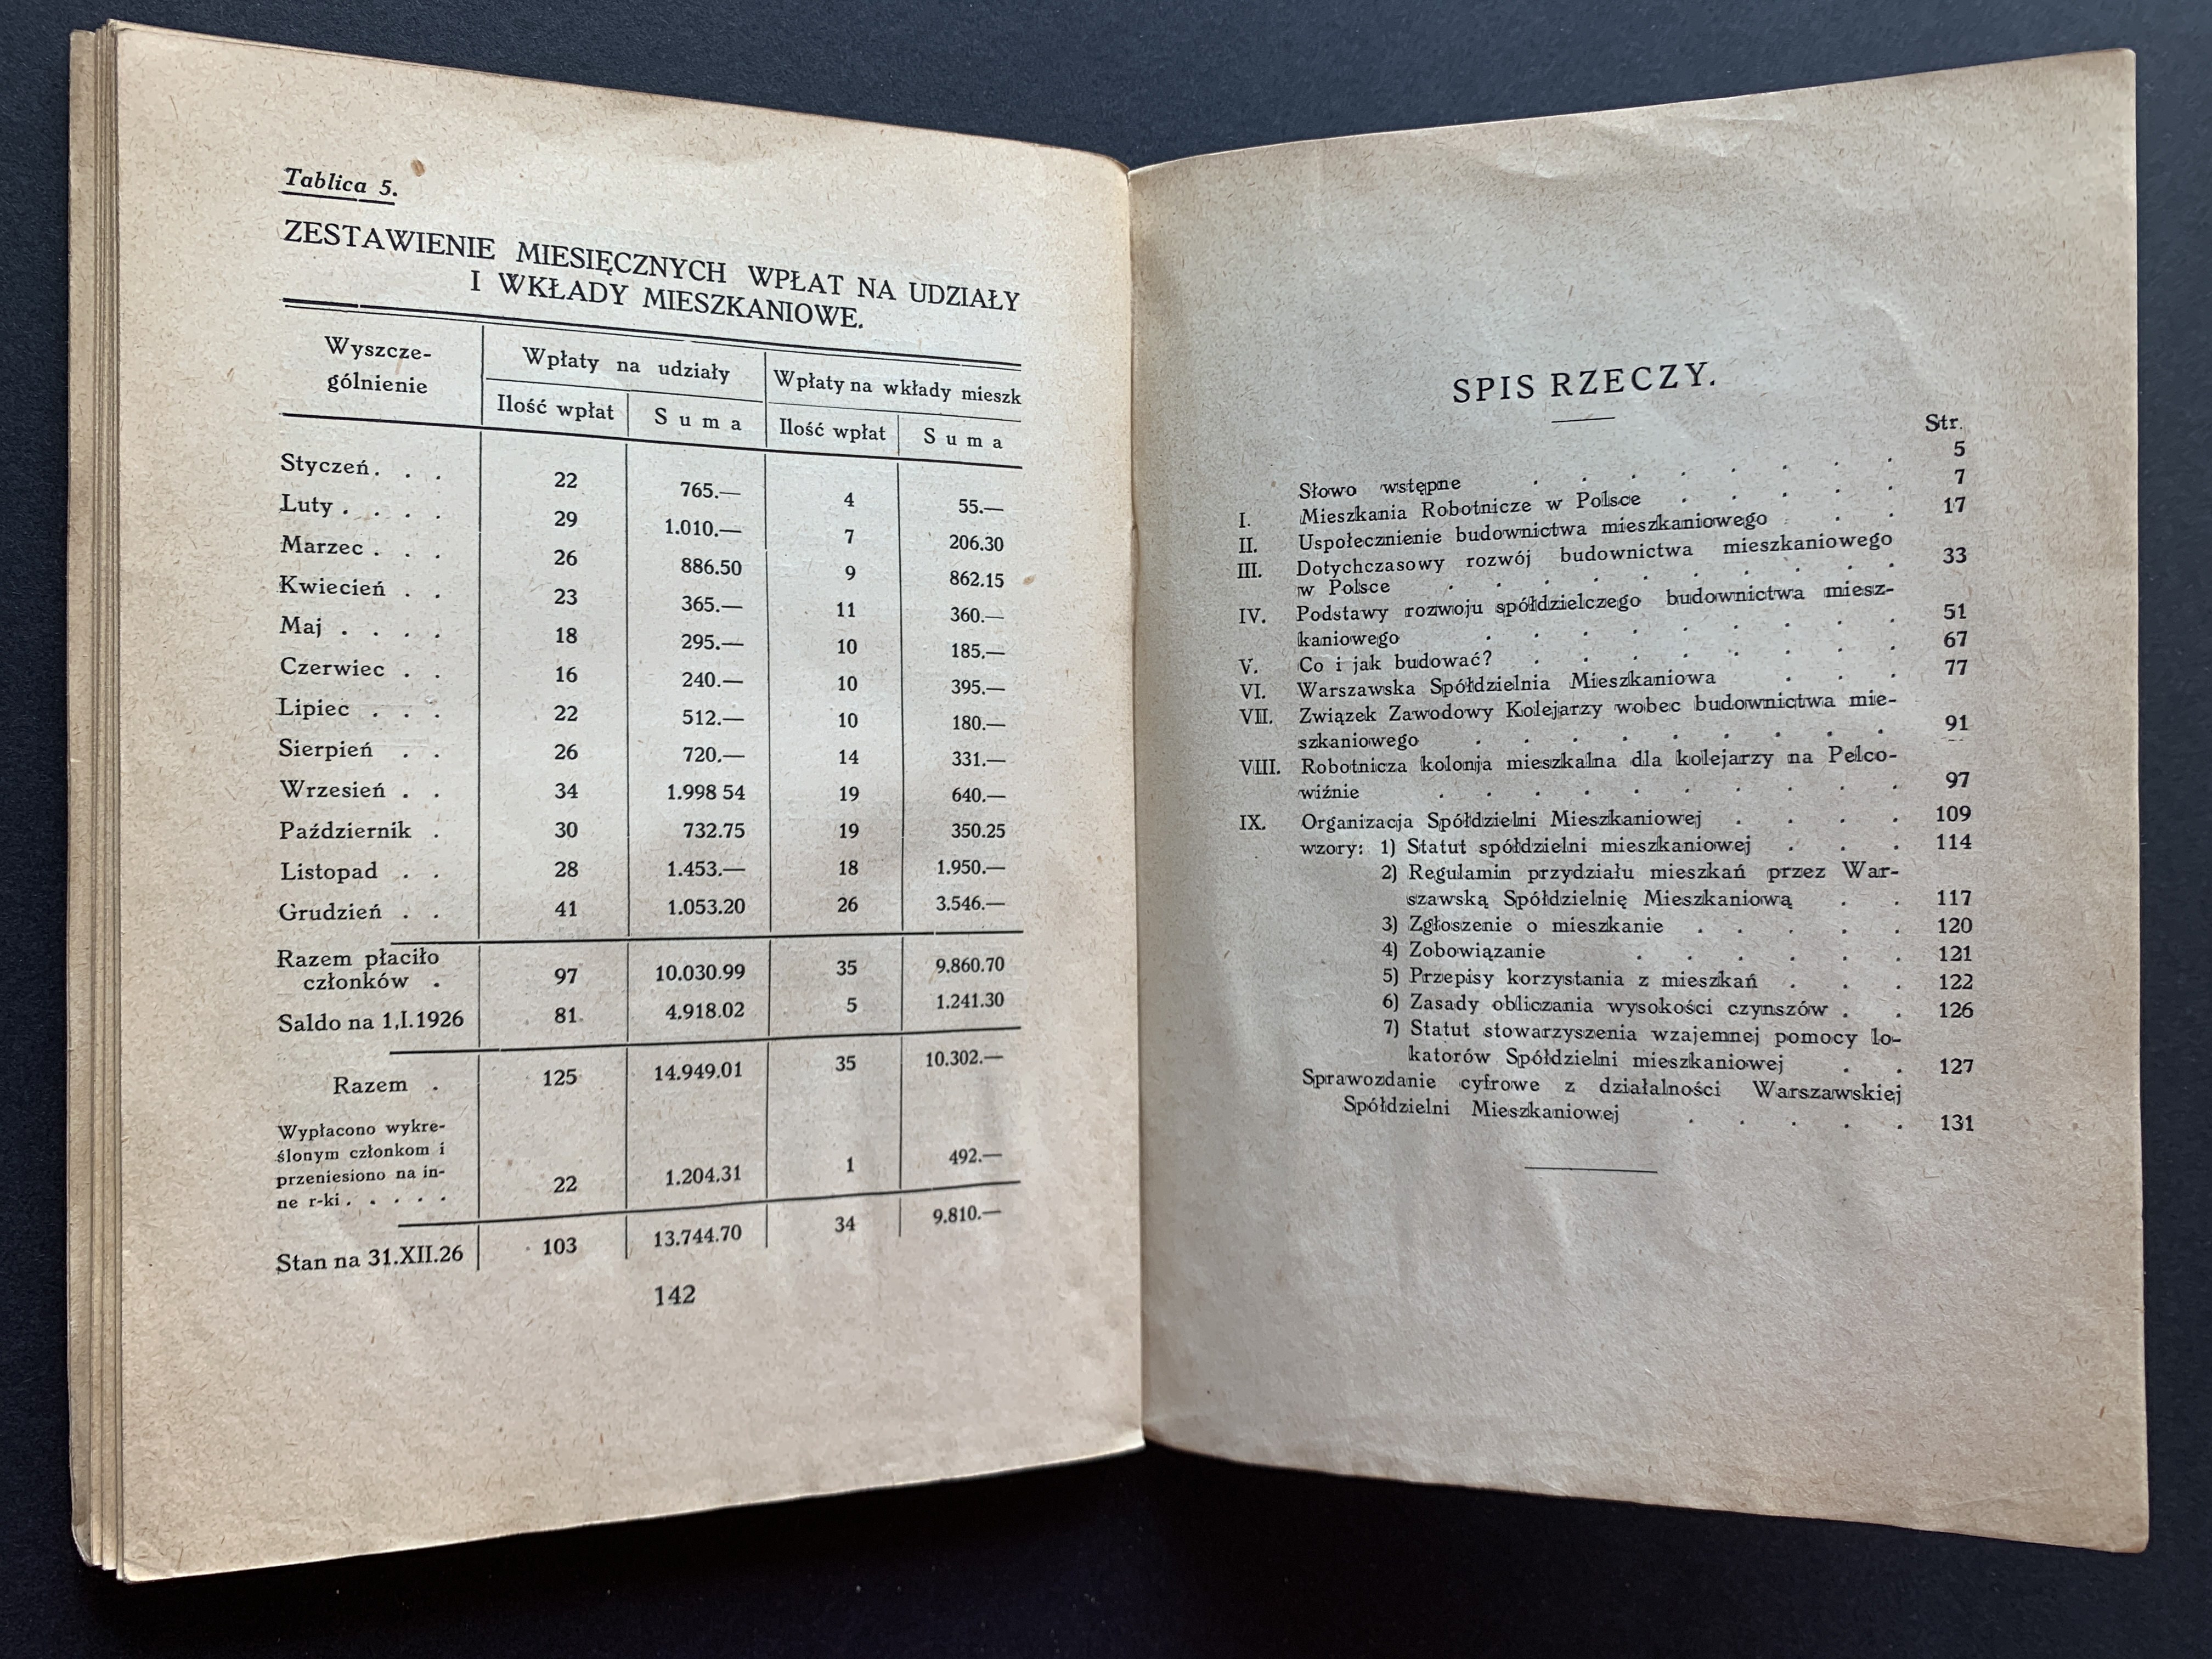 Tablica 5.
ZESTAWIENIE MIESIĘCZNYCH WPŁAT NA UDZIAŁY
I WKŁADY MIESZKANIOWE.
Wyszcze-
gólnienie
Wpłaty na udziały
Wpłaty na wkłady mieszk
Ilość wpłat Suma Ilość wpłat Suma
Styczeń. . . 22 765.— 4 55.—
Luty . . . . 29 1.010.— 7 206.30
Marzec . . . 26 886.50 9 862.15
Kwiecień . . 23 365.— 11 360.—
Maj . . . . 18 295.— 10 185.—
Czerwiec . . 16 240.— 10 395.—
Lipiec . . . 22 512.— 10 180.—
Sierpień . . 26 720.— 14 331.—
Wrzesień . . 34 1.998 54 19 640.—
Październik . 30 732.75 19 350.25
Listopad . . 28 1.453.— 18 1.950.—
Grudzień . . 41 1.053.20 26 3.546.—
Razem płaciło
członków . 97 10.030.99 35 9.860.70
Saldo na 1,I.1926 81 4.918.02 5 1.241.30
Razem . 125 14.949.01 35 10.302.—
Wypłacono wykre-
ślonym członkom i
przeniesiono na in-
ne r-ki . . . . . 22 1.204.31 1 492.—
Stan na 31.XII.26 103 13.744.70 34 9.810.—
142
SPIS RZECZY.
Str.
Słowo wstępne . . . . . . . . 5
I. Mieszkania Robotnicze w Polsce . . . . . 7
II. Uspołecznienie budownictwa mieszkaniowego . . . 17
III. Dotychczasowy rozwój budownictwa mieszkaniowego
w Polsce . . . . . . . . . . 33
IV. Podstawy rozwoju spółdzielczego budownictwa miesz-
kaniowego . . . . . . . . . 51
V. Co i jak budować? . . . . . . . . 67
VI. Warszawska Spółdzielnia Mieszkaniowa . . . 77
VII. Związek Zawodowy Kolejarzy wobec budownictwa mie-
szkaniowego . . . . . . . . . 91
VIII. Robotnicza kolonja mieszkalna dla kolejarzy na Pelco-
wiźnie . . . . . . . . . . 97
IX. Organizacja Spółdzielni Mieszkaniowej . . . . 109
wzory: 1) Statut spółdzielni mieszkaniowej . . . 114
2) Regulamin przydziału mieszkań przez War-
szawską Spółdzielnię Mieszkaniową . . 117
3) Zgłoszenie o mieszkanie . . . . . 120
4) Zobowiązanie . . . . . . 121
5) Przepisy korzystania z mieszkań . . . 122
6) Zasady obliczania wysokości czynszów . . 126
7) Statut stowarzyszenia wzajemnej pomocy lo-
katorów Spółdzielni mieszkaniowej . . 127
Sprawozdanie cyfrowe z działalności Warszawskiej
Spółdzielni Mieszkaniowej . . . . . 131